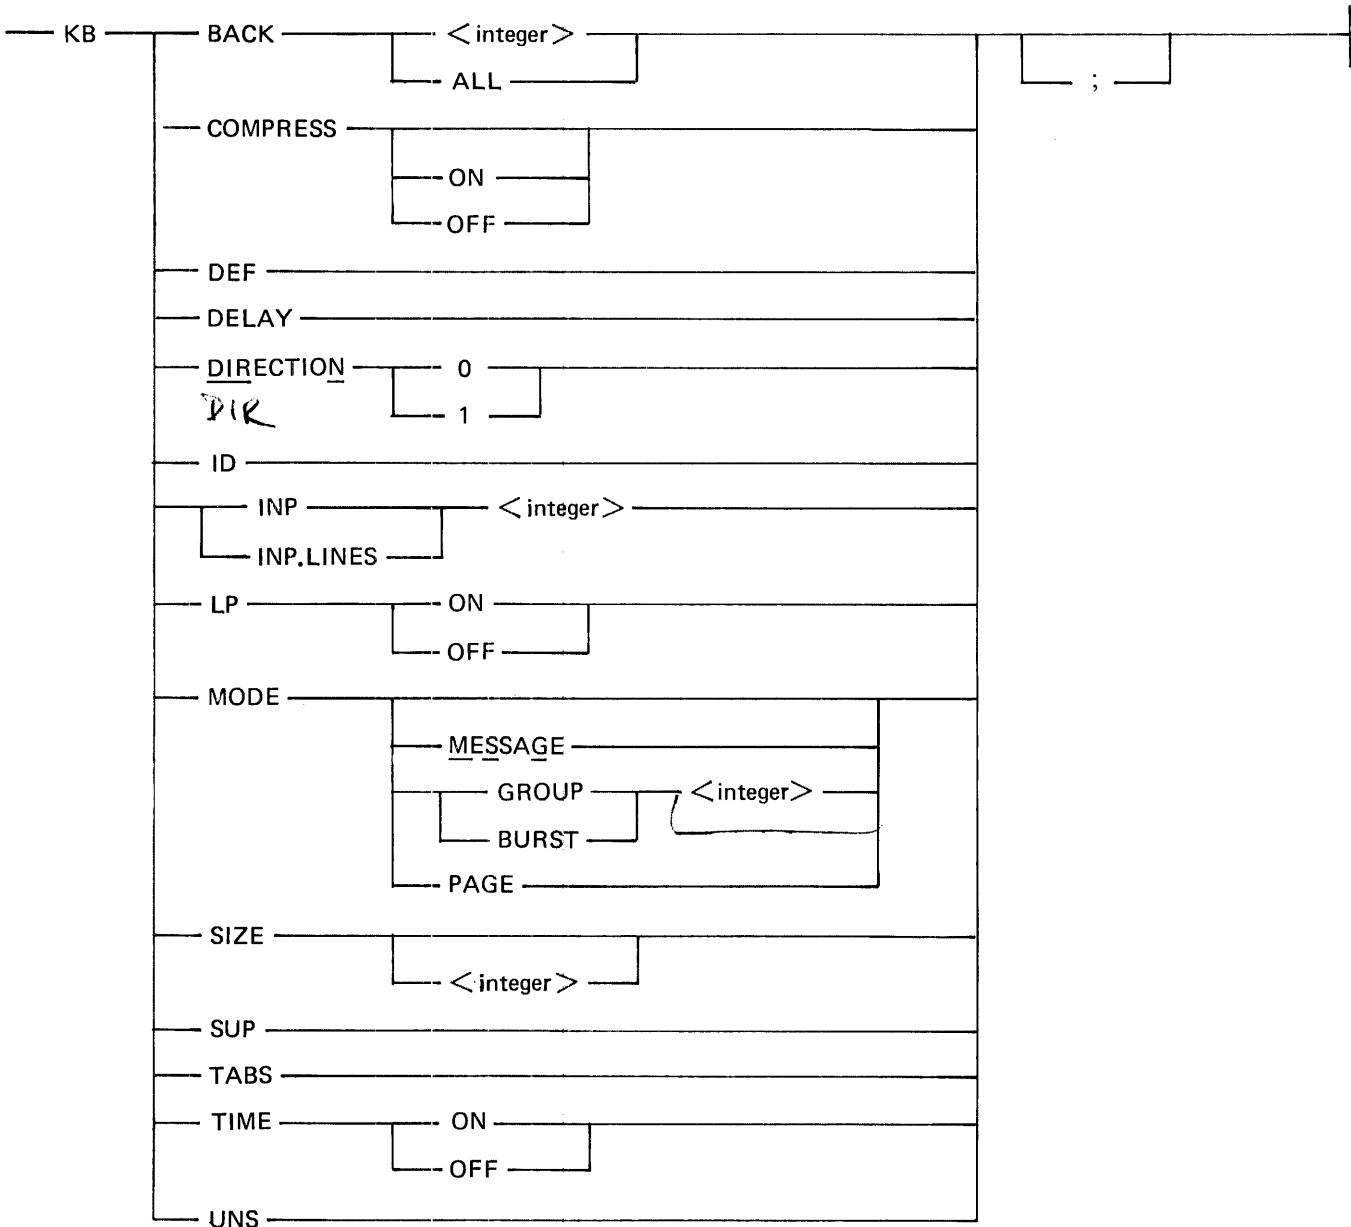 KB BACK <integer>
ALL ;
COMPRESS
ON
OFF
DEF
DELAY
DIRECTION 0
DIR 1
ID
INP <integer>
INP.LINES
LP ON
OFF
MODE
MESSAGE
GROUP <integer>
BURST
PAGE
SIZE
<integer>
SUP
TABS
TIME ON
OFF
UNS